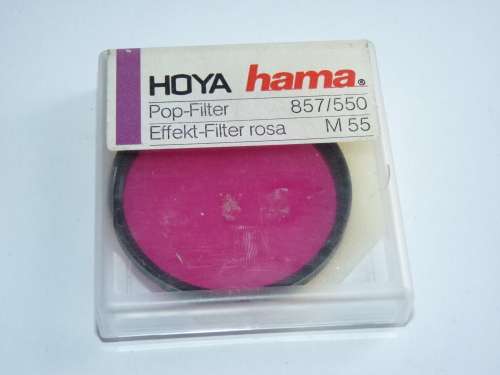 HOYA hama®
Pop-Filter 857/550
Effekt-Filter rosa M 55